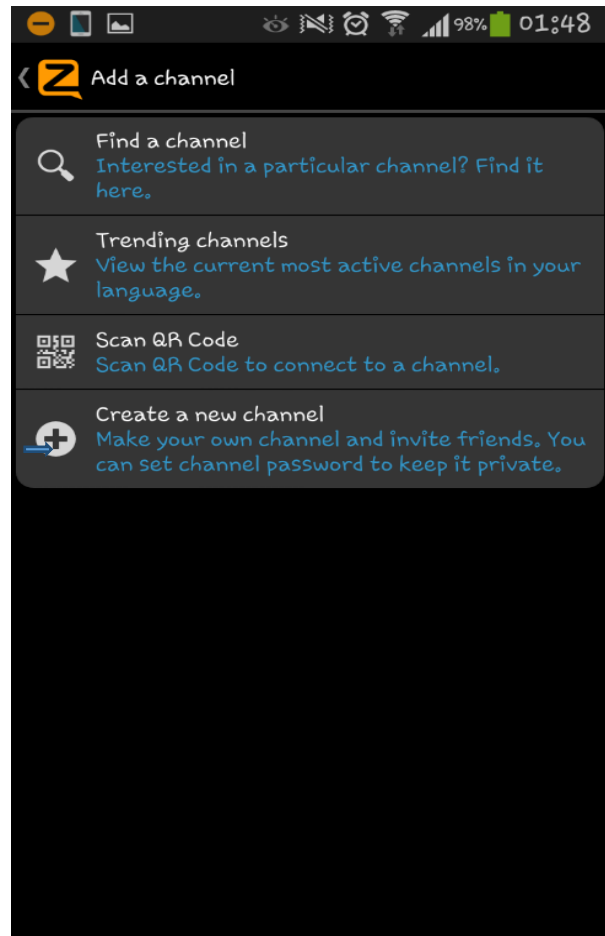 98% 01:48
Add a channel
Find a channel
Interested in a particular channel? Find it
here.
Trending channels
View the current most active channels in your
language.
Scan QR Code
Scan QR Code to connect to a channel.
Create a new channel
Make your own channel and invite friends. You
can set channel password to keep it private.